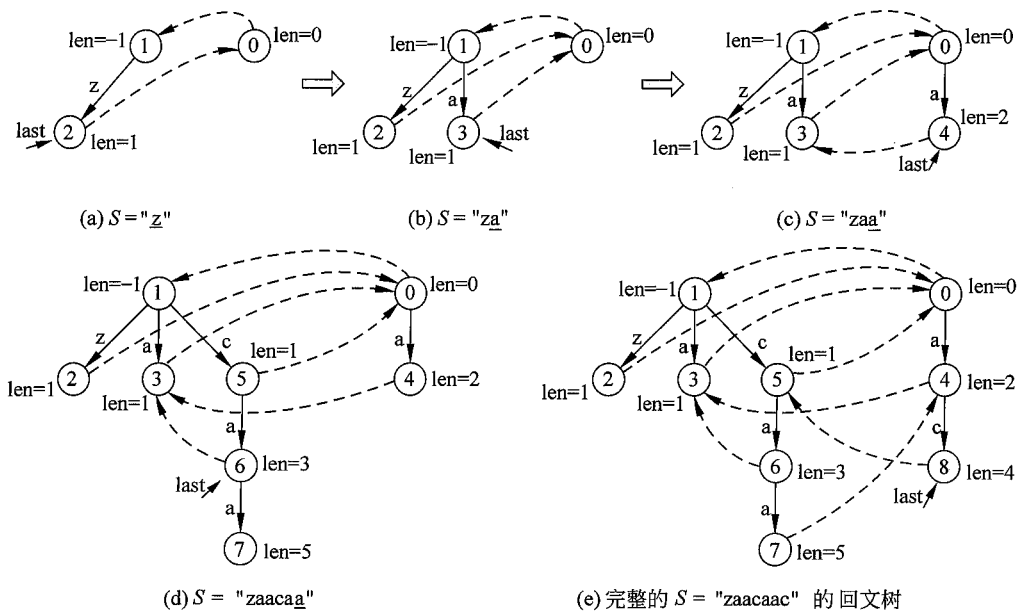 len=−1 1 0 len=0
z
last 2 len=1
(a) S = "z"
len=−1 1 0 len=0
z a
2 3 last
len=1 len=1
(b) S = "za"
len=−1 1 0 len=0
z a a
2 3 4 len=2
len=1 len=1 last
(c) S = "zaa"
len=−1 1 0 len=0
z a c a
len=1 2 3 5 len=1 4 len=2
len=1
a
6 len=3
last
a
7 len=5
(d) S = "zaacaa"
len=−1 1 0 len=0
z a c a
len=1 2 3 5 len=1 4 len=2
len=1
a c
6 len=3 8 len=4
last
a
7 len=5
(e) 完整的 S = "zaacaac" 的回文树